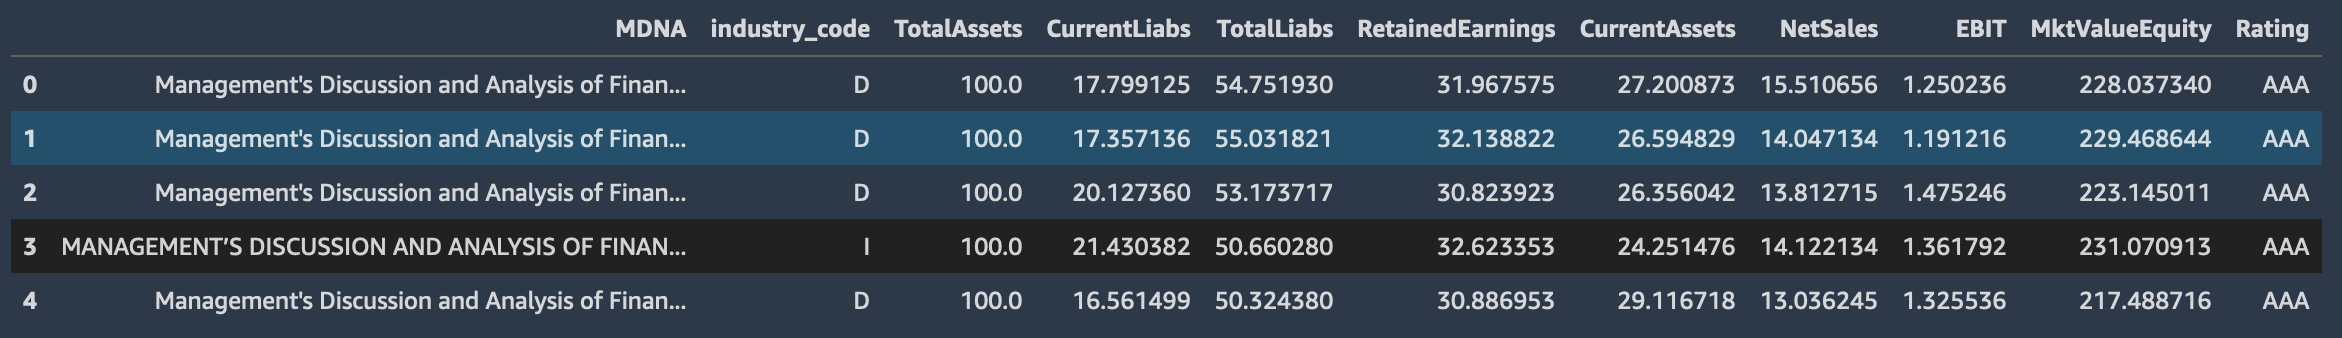 MDNA industry_code TotalAssets CurrentLiabs TotalLiabs RetainedEarnings CurrentAssets NetSales EBIT MktValueEquity Rating
0 Management's Discussion and Analysis of Finan... D 100.0 17.799125 54.751930 31.967575 27.200873 15.510656 1.250236 228.037340 AAA
1 Management's Discussion and Analysis of Finan... D 100.0 17.357136 55.031821 32.138822 26.594829 14.047134 1.191216 229.468644 AAA
2 Management's Discussion and Analysis of Finan... D 100.0 20.127360 53.173717 30.823923 26.356042 13.812715 1.475246 223.145011 AAA
3 MANAGEMENT’S DISCUSSION AND ANALYSIS OF FINAN... I 100.0 21.430382 50.660280 32.623353 24.251476 14.122134 1.361792 231.070913 AAA
4 Management's Discussion and Analysis of Finan... D 100.0 16.561499 50.324380 30.886953 29.116718 13.036245 1.325536 217.488716 AAA